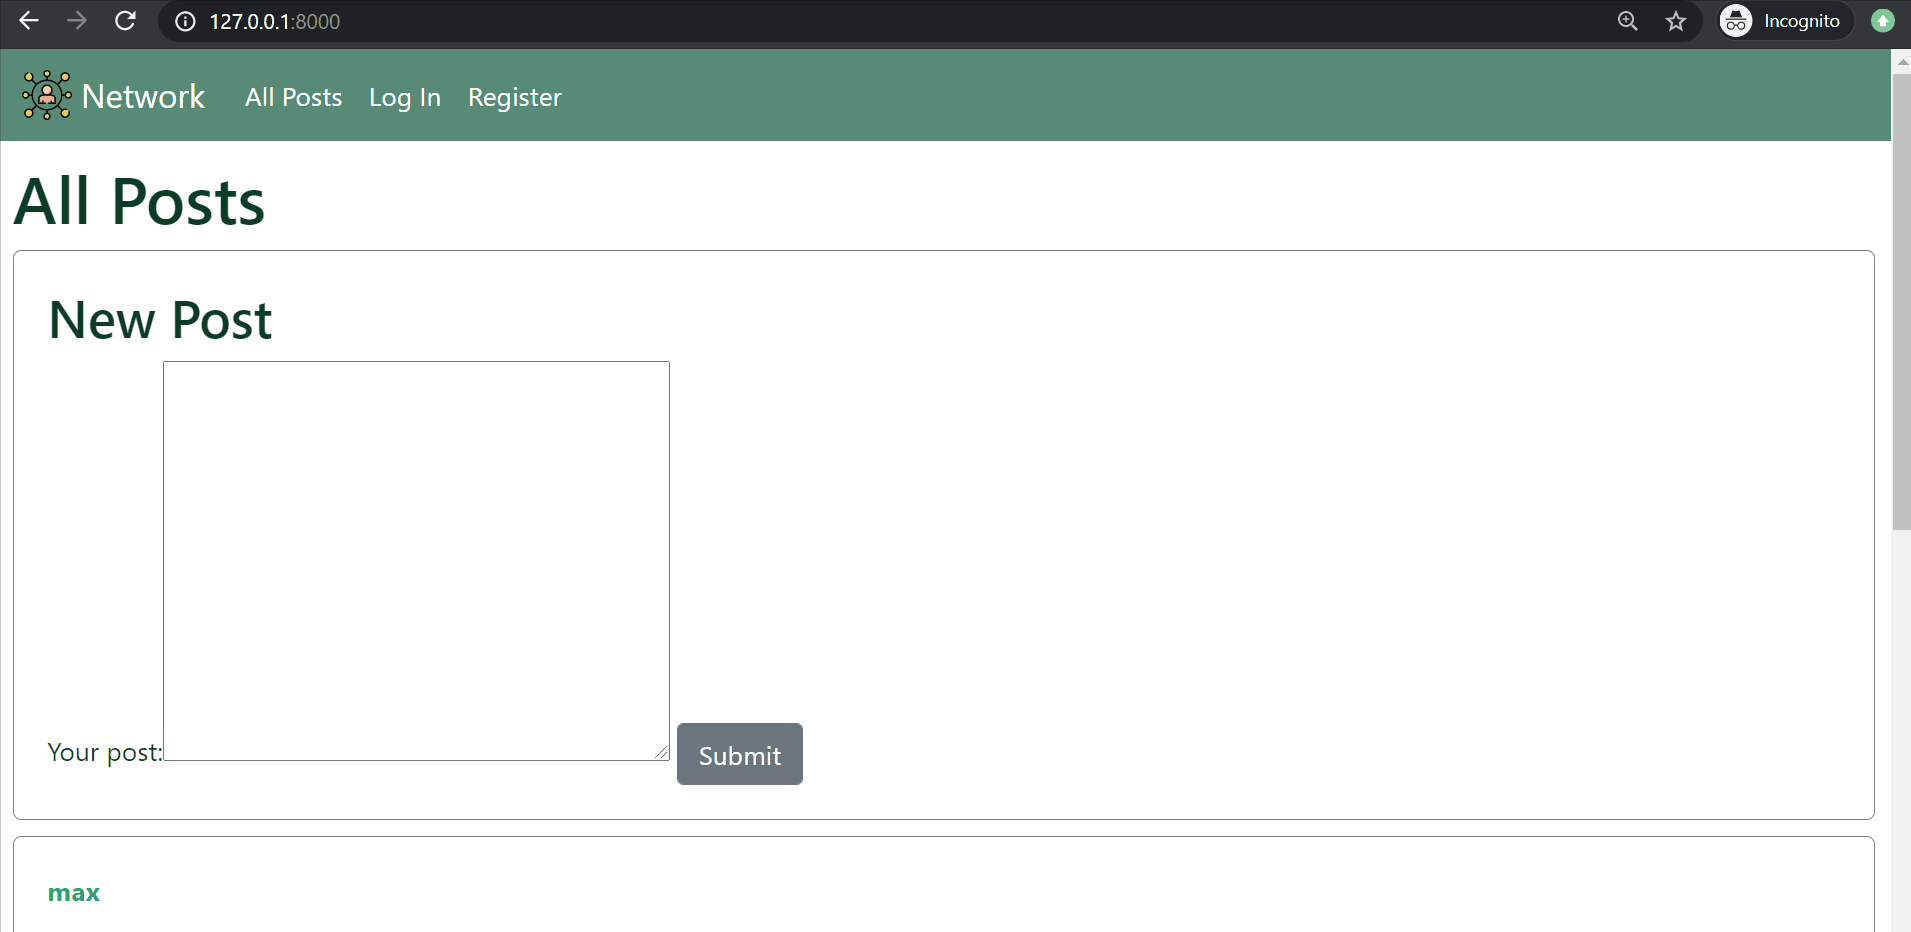 127.0.0.1:8000 Incognito
Network All Posts Log In Register
All Posts
New Post
Your post: Submit
max